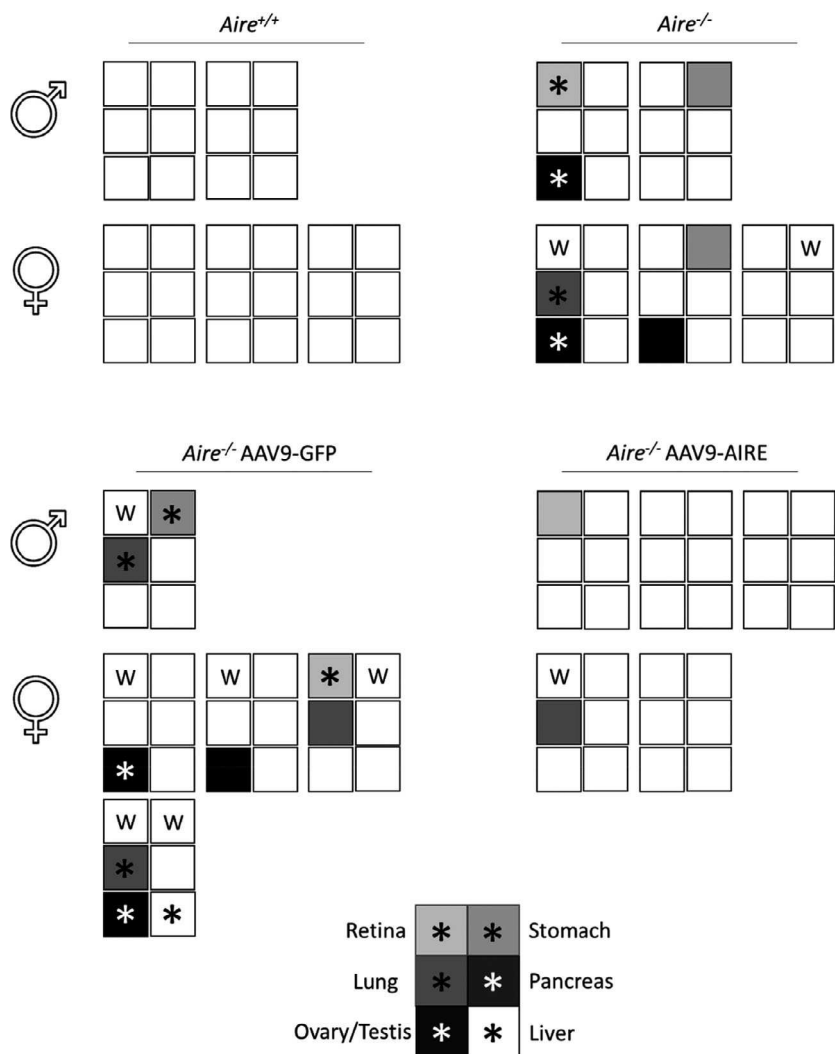 Aire+/+ Aire-/-
* 
*
W W
*
*
Aire-/- AAV9-GFP Aire-/- AAV9-AIRE
W *
*
W W * W W
*
W W
*
* *
Retina * * Stomach
Lung * * Pancreas
Ovary/Testis * * Liver